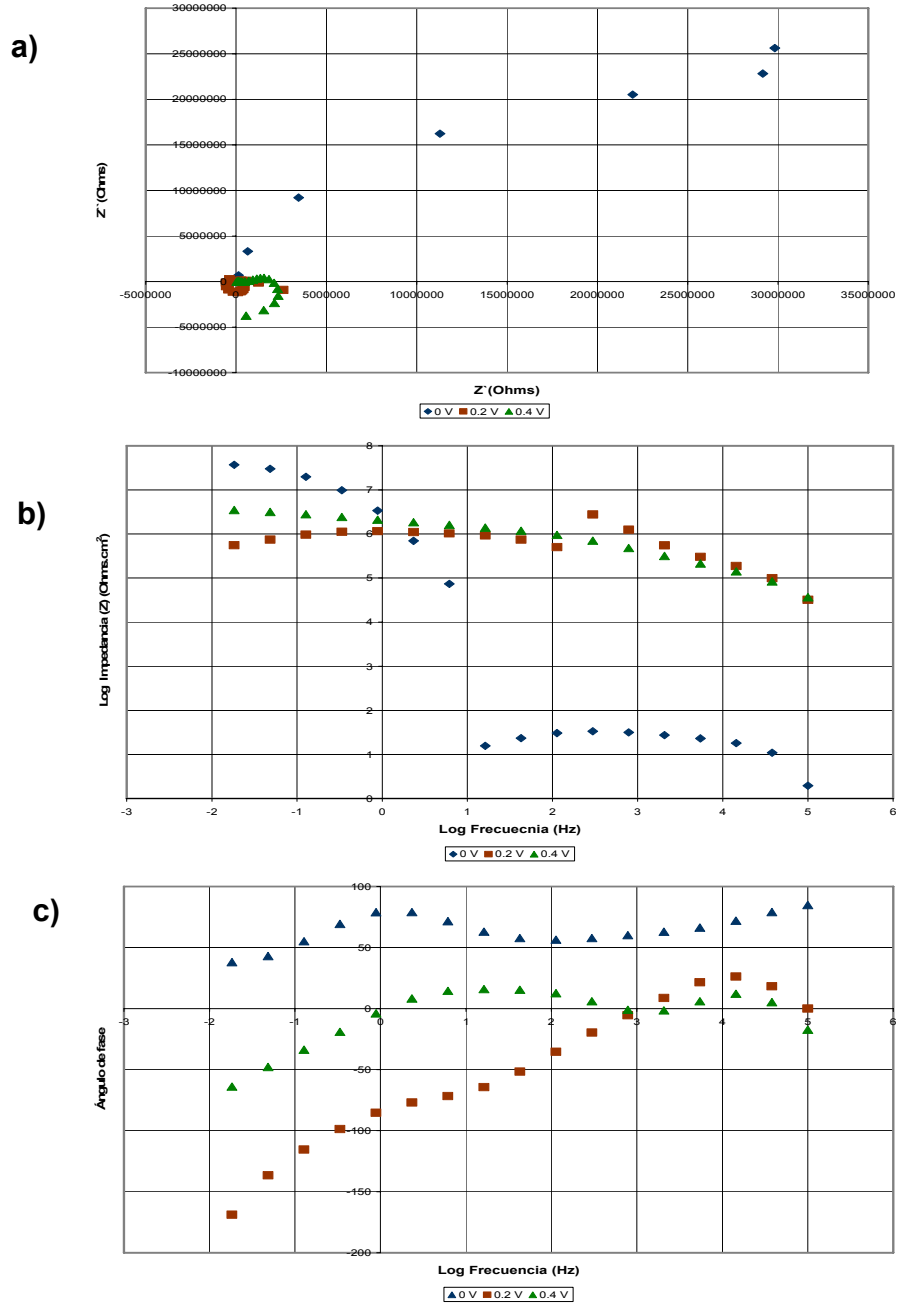 a)
30000000
25000000
20000000
15000000
10000000
5000000
0
-5000000
-10000000
-5000000 0 5000000 10000000 15000000 20000000 25000000 30000000 35000000
Z`(Ohms)
Z`(Ohms)
0 V 0.2 V 0.4 V
b)
8
7
6
5
4
3
2
1
0
-3 -2 -1 0 1 2 3 4 5 6
Log Impedancia (Z) (Ohms.cm²)
Log Frecuecnia (Hz)
0 V 0.2 V 0.4 V
c)
100
50
0
-50
-100
-150
-200
-3 -2 -1 0 1 2 3 4 5 6
Ángulo de fase
Log Frecuencia (Hz)
0 V 0.2 V 0.4 V